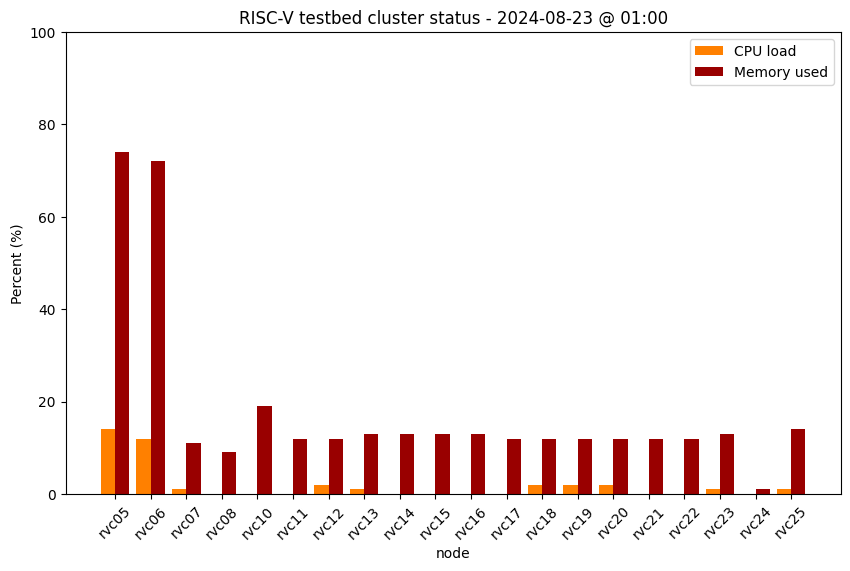 RISC-V testbed cluster status - 2024-08-23 @ 01:00
CPU load
Memory used
Percent (%)
100
80
60
40
20
0
rvc05 rvc06 rvc07 rvc08 rvc10 rvc11 rvc12 rvc13 rvc14 rvc15 rvc16 rvc17 rvc18 rvc19 rvc20 rvc21 rvc22 rvc23 rvc24 rvc25
node